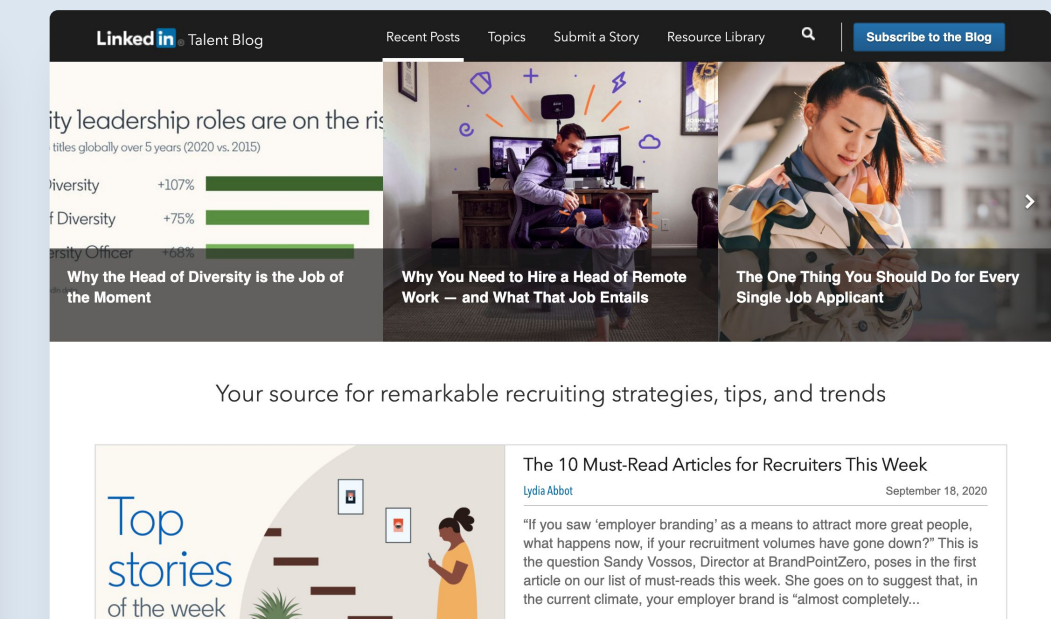 Linked in ® Talent Blog
Recent Posts
Topics
Submit a Story
Resource Library
Subscribe to the Blog
ity leadership roles are on the ris
titles globally over 5 years (2020 vs. 2015)
iversity +107%
f Diversity +75%
ersity Officer +68%
Why the Head of Diversity is the Job of
the Moment
Why You Need to Hire a Head of Remote
Work — and What That Job Entails
The One Thing You Should Do for Every
Single Job Applicant
Your source for remarkable recruiting strategies, tips, and trends
Top
stories
of the week
The 10 Must-Read Articles for Recruiters This Week
Lydia Abbot
September 18, 2020
“If you saw ‘employer branding’ as a means to attract more great people,
what happens now, if your recruitment volumes have gone down?” This is
the question Sandy Vossos, Director at BrandPointZero, poses in the first
article on our list of must-reads this week. She goes on to suggest that, in
the current climate, your employer brand is “almost completely...